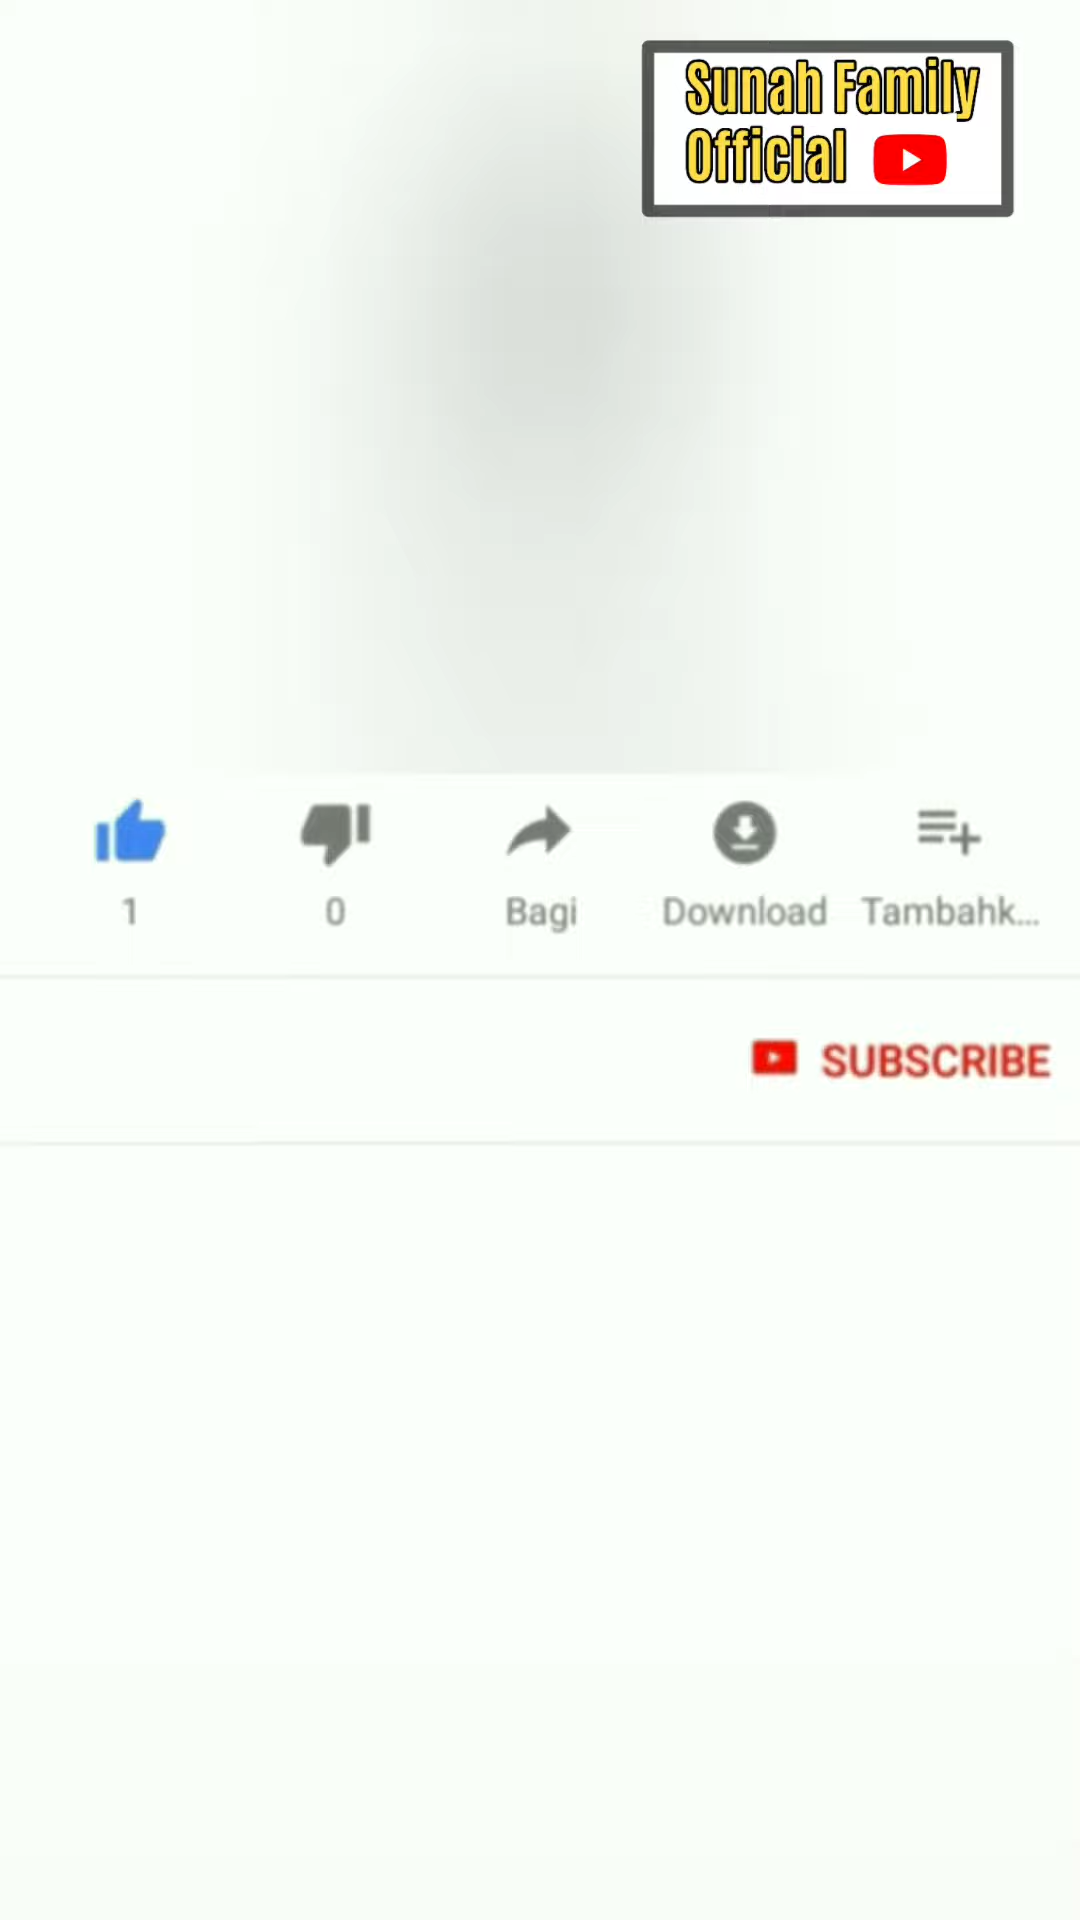 Sunah Family
Official
1
0
Bagi
Download
Tambahk...
SUBSCRIBE